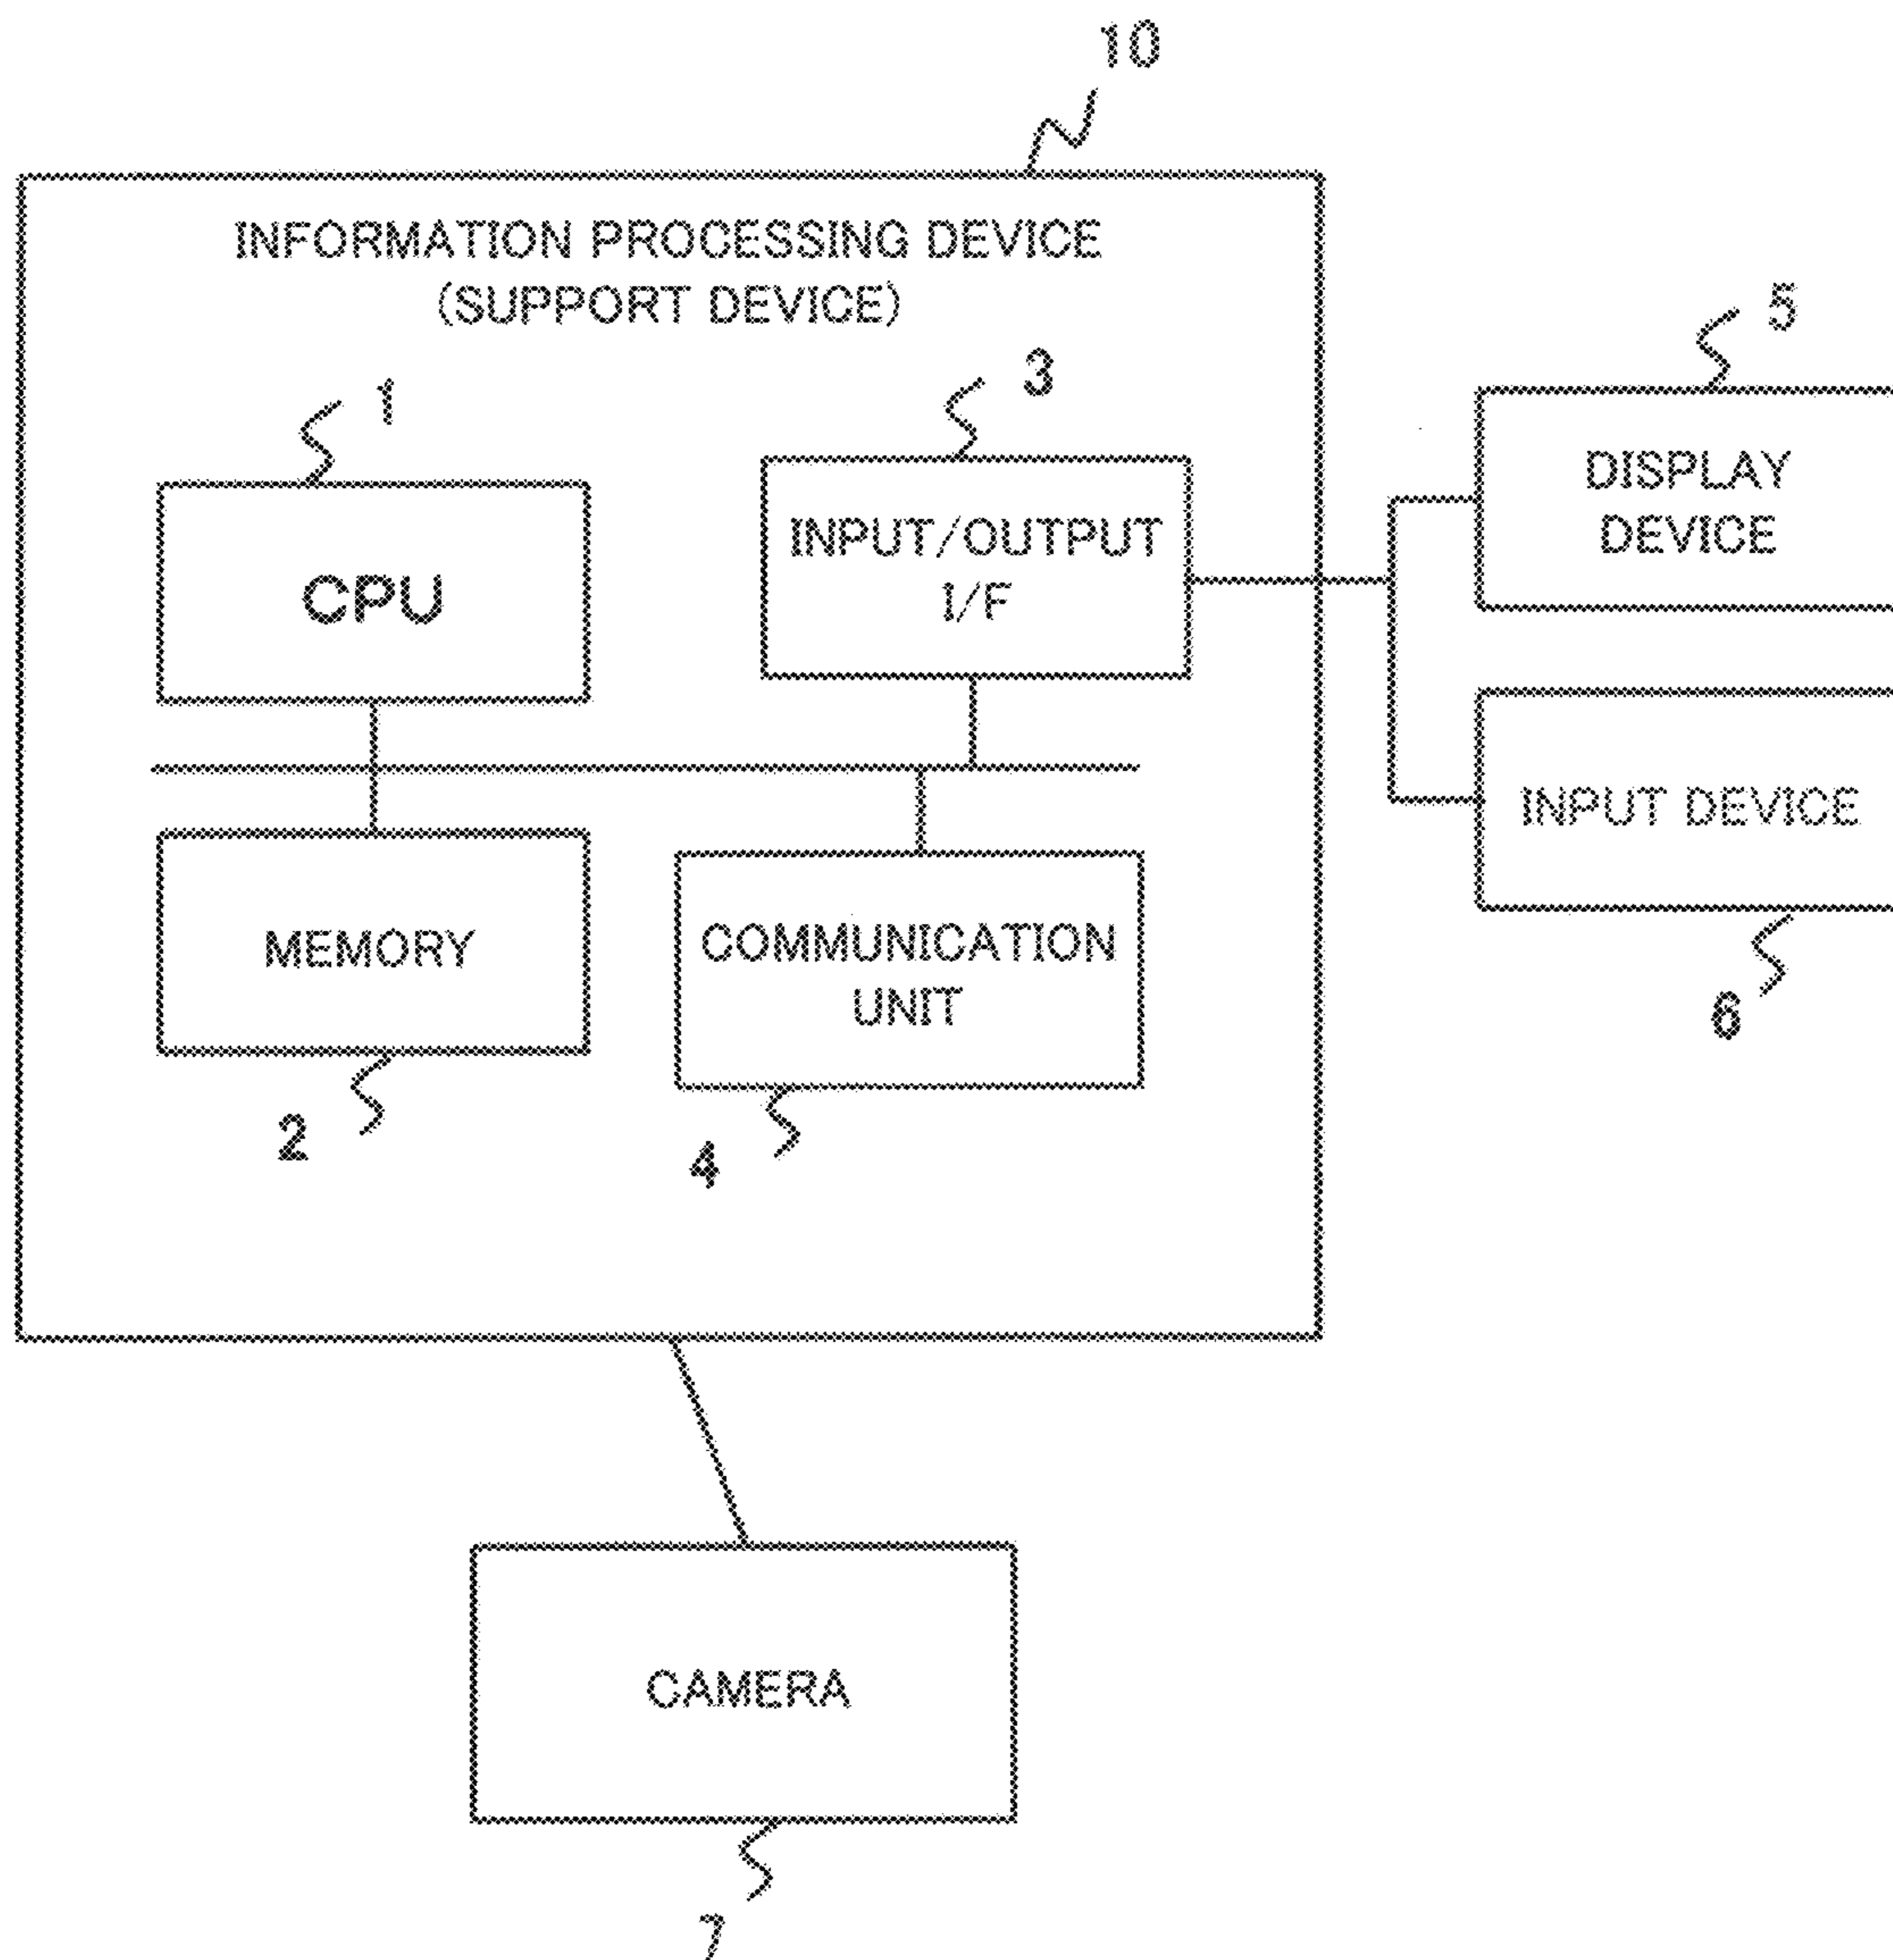 10
INFORMATION PROCESSING DEVICE
(SUPPORT DEVICE)
1
3
5
CPU
INPUT/OUTPUT
I/F
DISPLAY
DEVICE
INPUT DEVICE
MEMORY
COMMUNICATION
UNIT
2
4
6
CAMERA
7